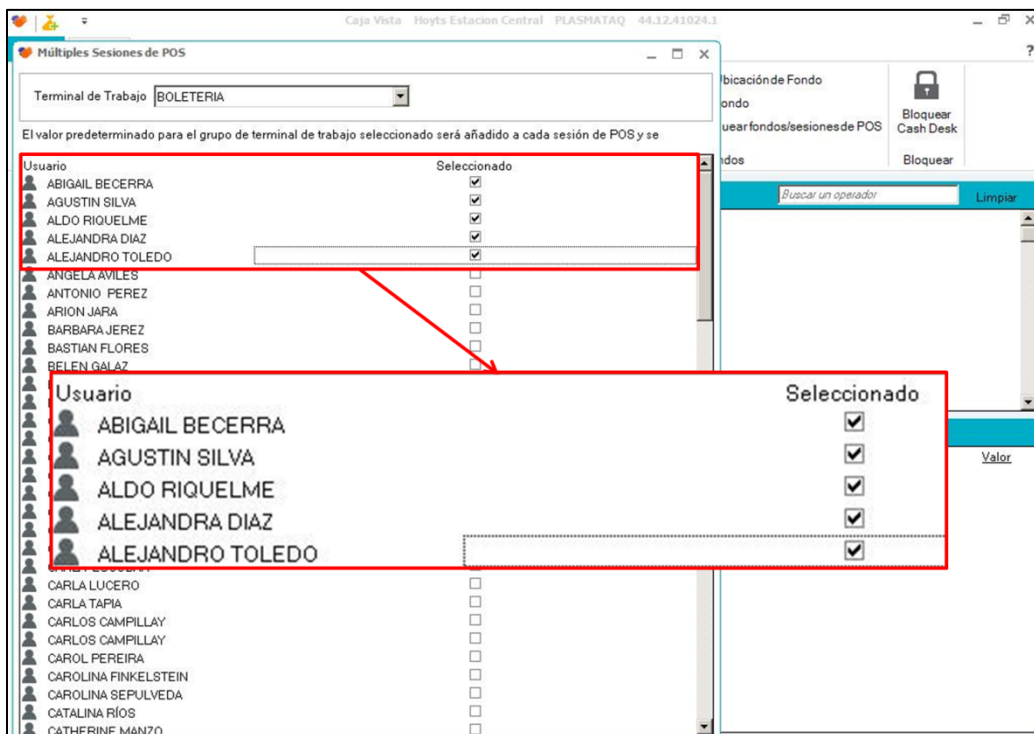 Caja Vista Hoyts Estacion Central PLASMATAQ 44.12.41024.1
Múltiples Sesiones de POS
?
Terminal de Trabajo BOLETERIA
El valor predeterminado para el grupo de terminal de trabajo seleccionado será añadido a cada sesión de POS y se
Usuario Seleccionado
ABIGAIL BECERRA
AGUSTIN SILVA
ALDO RIQUELME
ALEJANDRA DIAZ
ALEJANDRO TOLEDO
ANGELA AVILES
ANTONIO PEREZ
ARION JARA
BARBARA JEREZ
BASTIAN FLORES
BELEN GALAZ
Usuario Seleccionado
ABIGAIL BECERRA
AGUSTIN SILVA
ALDO RIQUELME
ALEJANDRA DIAZ
ALEJANDRO TOLEDO
CARLA LUCERO
CARLA TAPIA
CARLOS CAMPILLAY
CARLOS CAMPILLAY
CAROL PEREIRA
CAROLINA FINKELSTEIN
CAROLINA SEPULVEDA
CATALINA RÍOS
CATHERINE MANZO
bicación de Fondo
ondo
uear fondos/sesiones de POS
dos
Bloquear
Cash Desk
Bloquear
Buscar un operador Limpiar
Valor